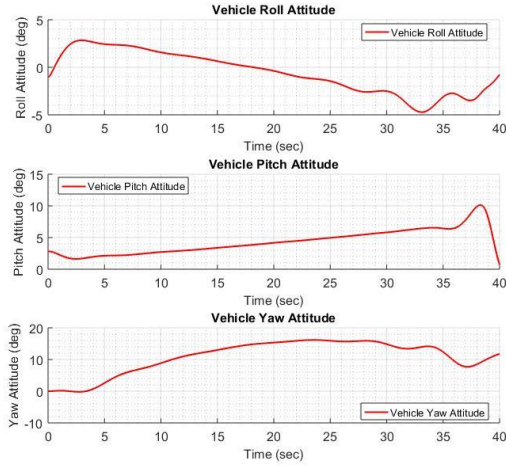 Vehicle Roll Attitude
Roll Attitude (deg)
5
0
-5
Vehicle Roll Attitude
0 5 10 15 20 25 30 35 40
Time (sec)
Vehicle Pitch Attitude
Pitch Attitude (deg)
15
10
5
0
Vehicle Pitch Attitude
0 5 10 15 20 25 30 35 40
Time (sec)
Vehicle Yaw Attitude
Yaw Attitude (deg)
20
10
0
-10
Vehicle Yaw Attitude
0 5 10 15 20 25 30 35 40
Time (sec)